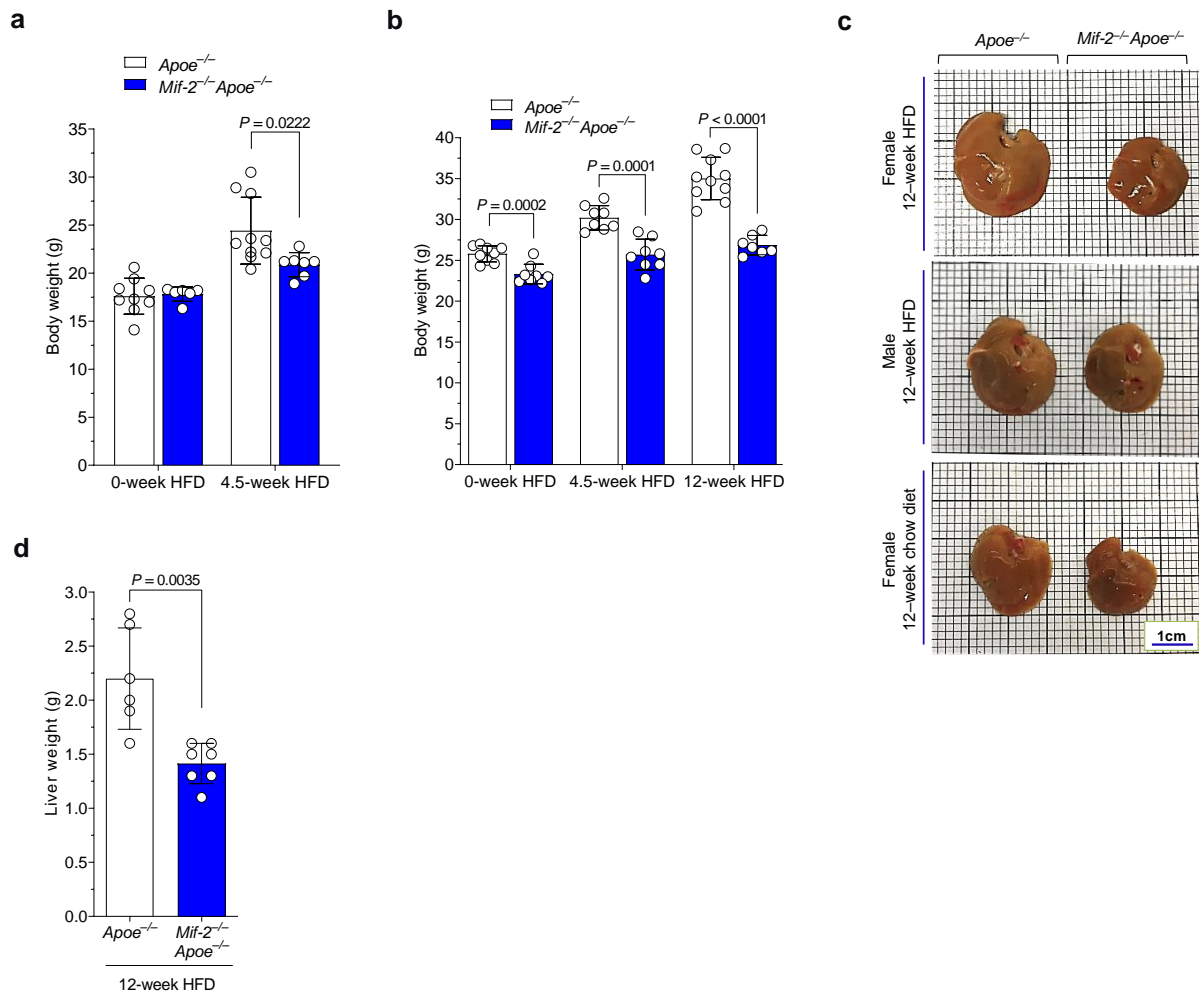 a
Apoe–/–
Mif-2–/–Apoe–/–
P = 0.0222
35
30
25
20
15
10
5
0
Body weight (g)
0-week HFD
4.5-week HFD
b
Apoe–/–
Mif-2–/–Apoe–/–
P < 0.0001
P = 0.0001
P = 0.0002
40
35
30
25
20
15
10
5
0
Body weight (g)
0-week HFD
4.5-week HFD
12-week HFD
c
Apoe–/–
Mif-2–/–Apoe–/–
Female
12–week HFD
Male
12–week HFD
Female
12–week chow diet
1cm
d
P = 0.0035
3.0
2.5
2.0
1.5
1.0
0.5
0.0
Liver weight (g)
Apoe–/–
Mif-2–/–
Apoe–/–
12-week HFD